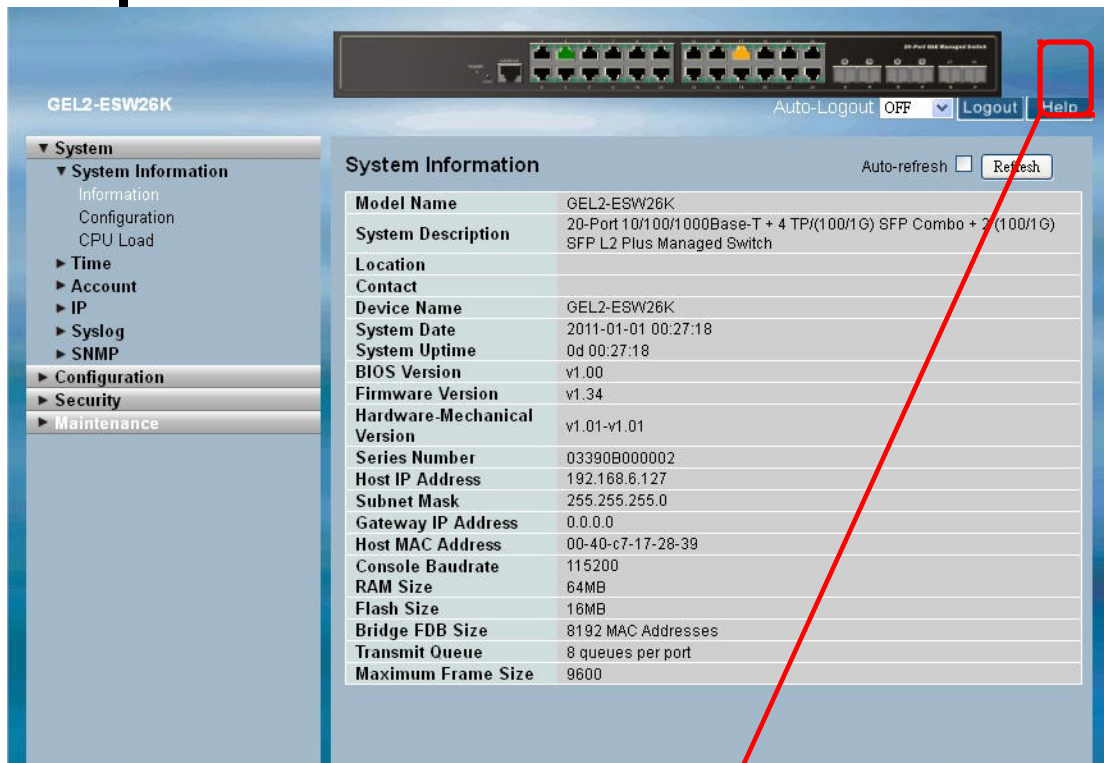 20-Port GbE Managed Switch
GEL2-ESW26K
Auto-Logout OFF Logout Help
▼ System
▼ System Information
Information
Configuration
CPU Load
► Time
► Account
► IP
► Syslog
► SNMP
► Configuration
► Security
► Maintenance
System Information
Auto-refresh Refresh
Model Name GEL2-ESW26K
System Description 20-Port 10/100/1000Base-T + 4 TP/(100/1G) SFP Combo + 2 (100/1G)
SFP L2 Plus Managed Switch
Location
Contact
Device Name GEL2-ESW26K
System Date 2011-01-01 00:27:18
System Uptime 0d 00:27:18
BIOS Version v1.00
Firmware Version v1.34
Hardware-Mechanical
Version v1.01-v1.01
Series Number 03390B000002
Host IP Address 192.168.6.127
Subnet Mask 255.255.255.0
Gateway IP Address 0.0.0.0
Host MAC Address 00-40-c7-17-28-39
Console Baudrate 115200
RAM Size 64MB
Flash Size 16MB
Bridge FDB Size 8192 MAC Addresses
Transmit Queue 8 queues per port
Maximum Frame Size 9600